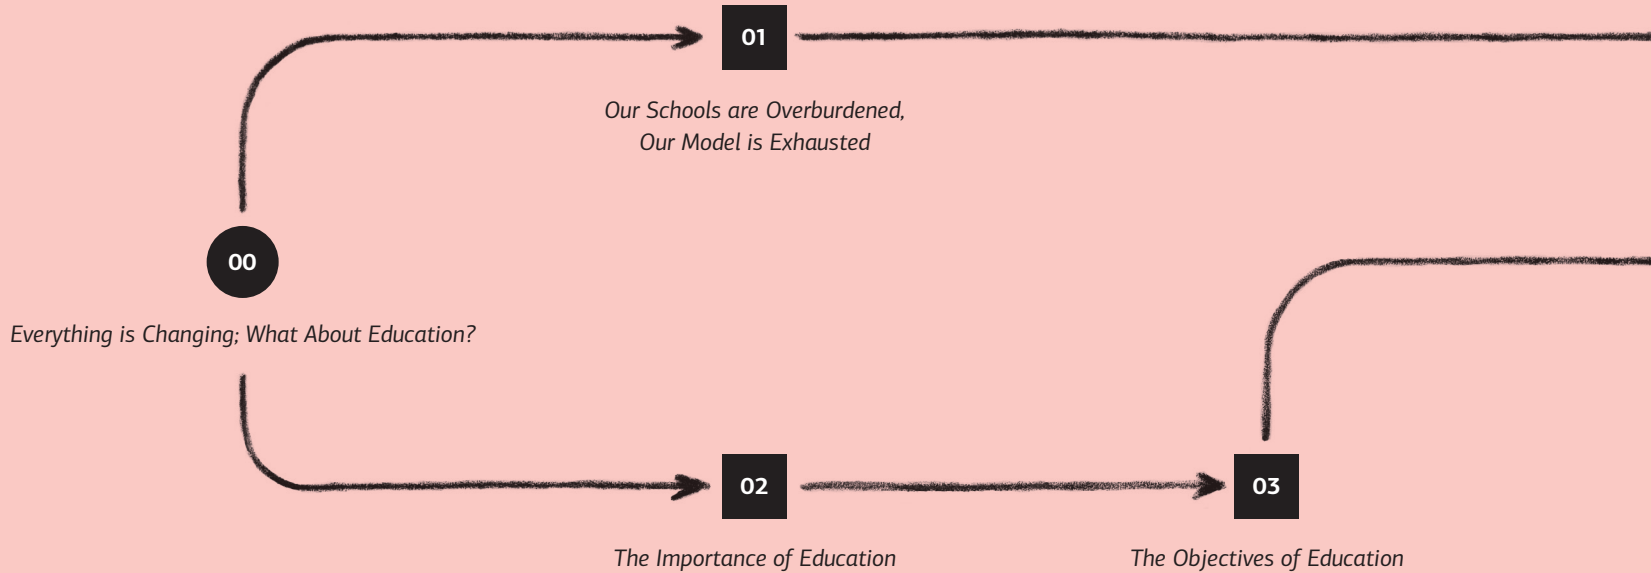 01
Our Schools are Overburdened,
Our Model is Exhausted
00
Everything is Changing; What About Education?
02
The Importance of Education
03
The Objectives of Education